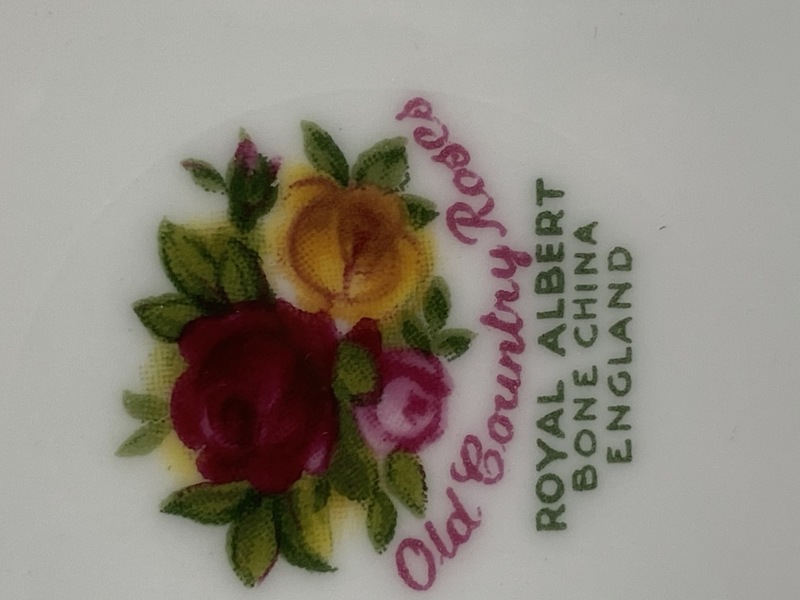 Old Country Roses
ROYAL ALBERT
BONE CHINA
ENGLAND